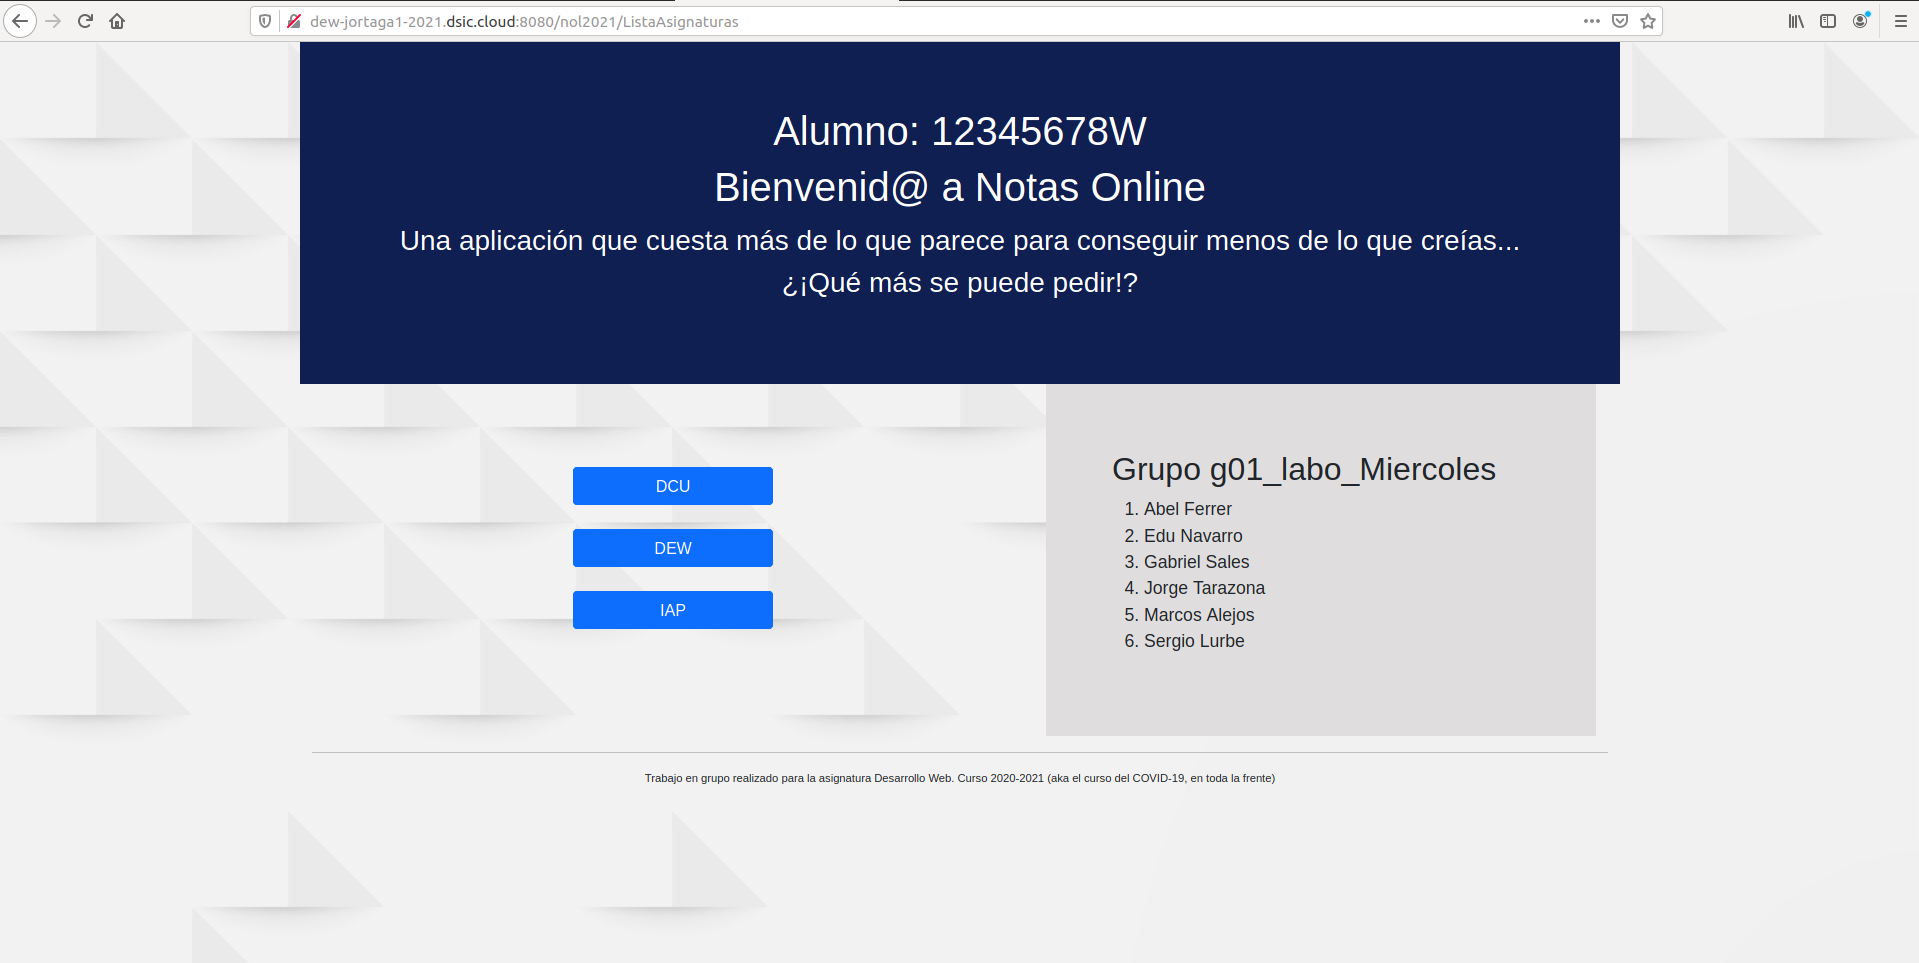 dew-jortaga1-2021.dsic.cloud:8080/nol2021/ListaAsignaturas
Alumno: 12345678W
Bienvenid@ a Notas Online
Una aplicación que cuesta más de lo que parece para conseguir menos de lo que creías...
¿¡Qué más se puede pedir!?
DCU
DEW
IAP
Grupo g01_labo_Miercoles
1. Abel Ferrer
2. Edu Navarro
3. Gabriel Sales
4. Jorge Tarazona
5. Marcos Alejos
6. Sergio Lurbe
Trabajo en grupo realizado para la asignatura Desarrollo Web. Curso 2020-2021 (aka el curso del COVID-19, en toda la frente)